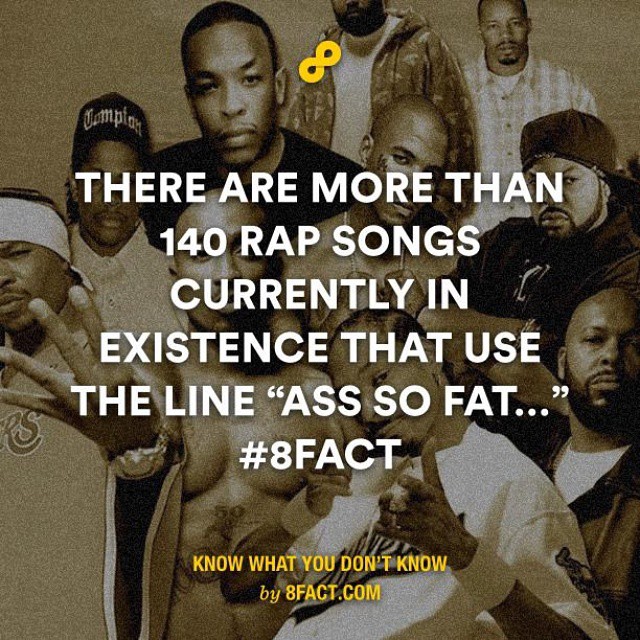 Compton
THERE ARE MORE THAN
140 RAP SONGS
CURRENTLY IN
EXISTENCE THAT USE
THE LINE “ASS SO FAT...”
#8FACT
RS
KNOW WHAT YOU DON’T KNOW
by 8FACT.COM